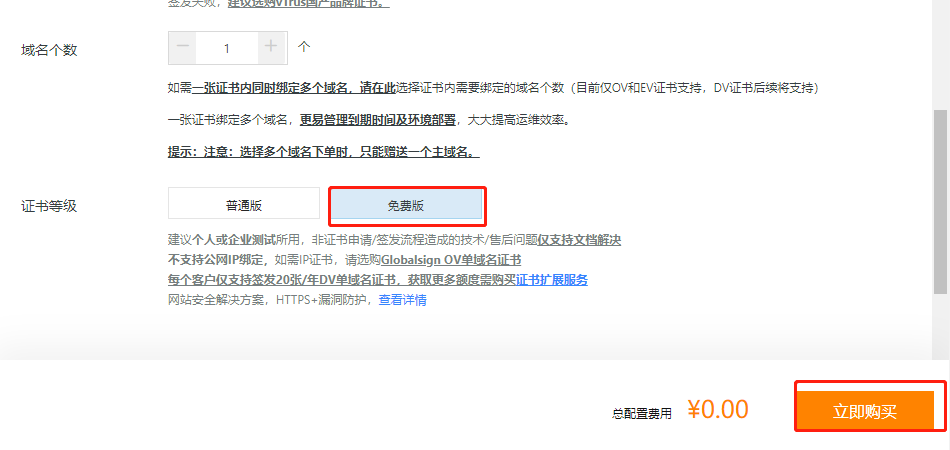 签发失败，建议选购vTrus国产品牌证书。
域名个数
1
个
如需一张证书内同时绑定多个域名，请在此选择证书内需要绑定的域名个数（目前仅OV和EV证书支持，DV证书后续将支持）
一张证书绑定多个域名，更易管理到期时间及环境部署，大大提高运维效率。
提示：注意：选择多个域名下单时，只能赠送一个主域名。
证书等级
普通版
免费版
建议个人或企业测试所用，非证书申请/签发流程造成的技术/售后问题仅支持文档解决
不支持公网IP绑定，如需IP证书，请选购Globalsign OV单域名证书
每个客户仅支持签发20张/年DV单域名证书，获取更多额度需购买证书扩展服务
网站安全解决方案，HTTPS+漏洞防护，查看详情
总配置费用
¥0.00
立即购买